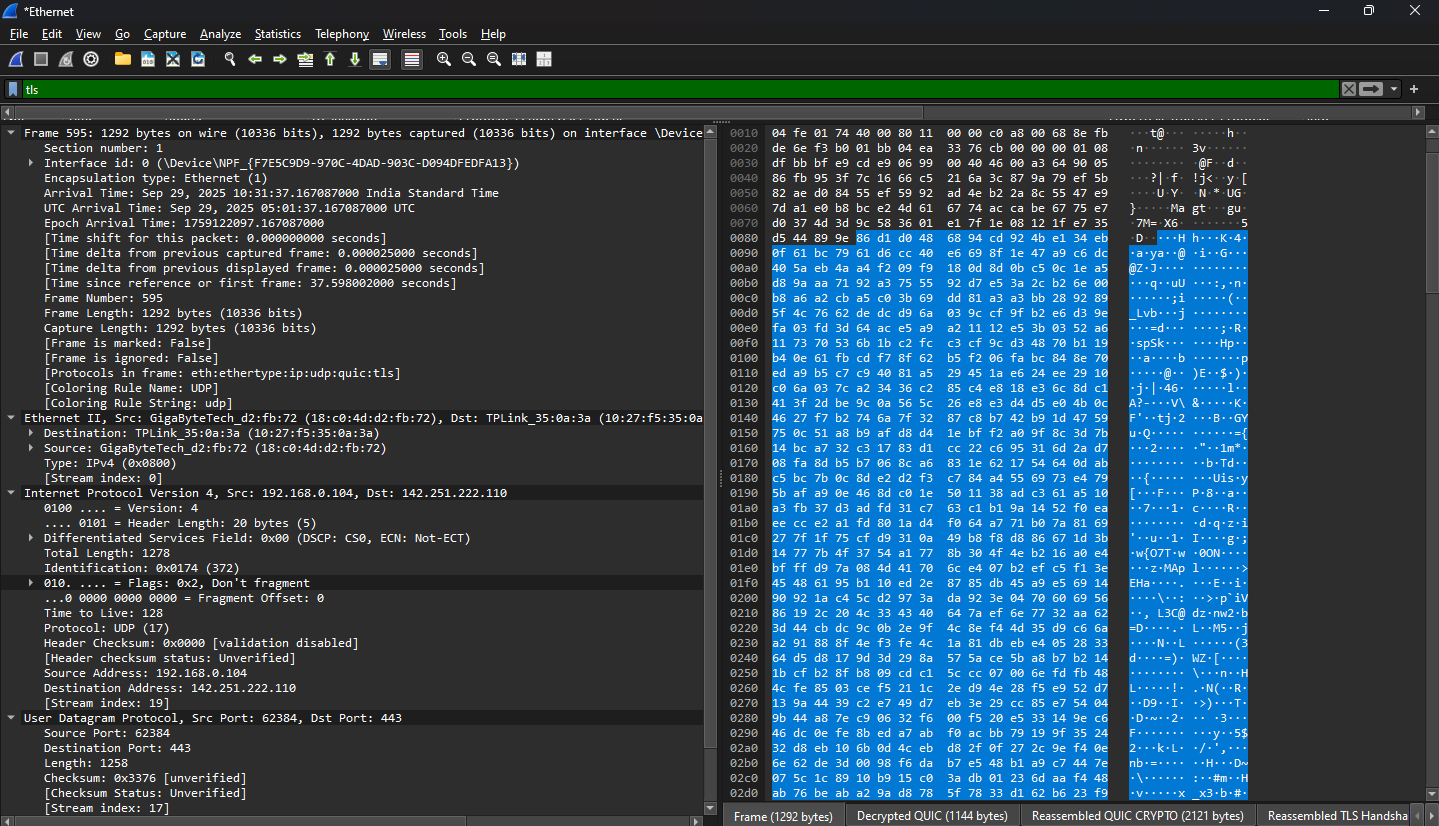 *Ethernet
File Edit View Go Capture Analyze Statistics Telephony Wireless Tools Help
tls
Frame 595: 1292 bytes on wire (10336 bits), 1292 bytes captured (10336 bits) on interface \Device
Section number: 1
Interface id: 0 (\Device\NPF_{F7E5C9D9-970C-4DAD-903C-D094DFEDFA13})
Encapsulation type: Ethernet (1)
Arrival Time: Sep 29, 2025 10:31:37.167087000 India Standard Time
UTC Arrival Time: Sep 29, 2025 05:01:37.167087000 UTC
Epoch Arrival Time: 1759122097.167087000
[Time shift for this packet: 0.000000000 seconds]
[Time delta from previous captured frame: 0.000025000 seconds]
[Time delta from previous displayed frame: 0.000025000 seconds]
[Time since reference or first frame: 37.598002000 seconds]
Frame Number: 595
Frame Length: 1292 bytes (10336 bits)
Capture Length: 1292 bytes (10336 bits)
[Frame is marked: False]
[Frame is ignored: False]
[Protocols in frame: eth:ethertype:ip:udp:quic:tls]
[Coloring Rule Name: UDP]
[Coloring Rule String: udp]
Ethernet II, Src: GigaByteTech_d2:fb:72 (18:c0:4d:d2:fb:72), Dst: TPLink_35:0a:3a (10:27:f5:35:0a
Destination: TPLink_35:0a:3a (10:27:f5:35:0a:3a)
Source: GigaByteTech_d2:fb:72 (18:c0:4d:d2:fb:72)
Type: IPv4 (0x0800)
[Stream index: 0]
Internet Protocol Version 4, Src: 192.168.0.104, Dst: 142.251.222.110
0100 .... = Version: 4
.... 0101 = Header Length: 20 bytes (5)
Differentiated Services Field: 0x00 (DSCP: CS0, ECN: Not-ECT)
Total Length: 1278
Identification: 0x0174 (372)
010. .... = Flags: 0x2, Don't fragment
...0 0000 0000 0000 = Fragment Offset: 0
Time to Live: 128
Protocol: UDP (17)
Header Checksum: 0x0000 [validation disabled]
[Header checksum status: Unverified]
Source Address: 192.168.0.104
Destination Address: 142.251.222.110
[Stream index: 19]
User Datagram Protocol, Src Port: 62384, Dst Port: 443
Source Port: 62384
Destination Port: 443
Length: 1258
Checksum: 0x3376 [unverified]
[Checksum Status: Unverified]
[Stream index: 17]
0010 04 fe 01 74 40 00 80 11 00 00 c0 a8 00 68 8e fb
0020 de 6e f3 b0 01 bb 04 ea 33 76 cb 00 00 00 01 08
0030 df bb bf e9 cd e9 06 99 00 40 46 00 a3 64 90 05
0040 86 fb 95 3f 7c 16 66 c5 21 6a 3c 87 9a 79 ef 5b
0050 82 ae d0 84 55 ef 59 92 ad 4e b2 2a 8c 55 47 e9
0060 7d a1 e0 b8 bc e2 4d 61 67 74 ac ca be 67 75 e7
0070 d0 37 4d 3d 9c 58 36 01 e1 7f 1e 08 12 1f e7 35
0080 d5 44 89 9e 86 d1 d0 48 68 94 cd 92 4b e1 34 eb
0090 0f 61 bc 79 61 d6 cc 40 e6 69 8f 1e 47 a9 c6 dc
00a0 40 5a eb 4a a4 f2 09 f9 18 0d 8d 0b c5 0c 1e a5
00b0 d8 9a aa 71 92 a3 75 55 92 d7 e5 3a 2c b2 6e 00
00c0 b8 a6 a2 cb a5 c0 3b 69 dd 81 a3 a3 bb 28 92 89
00d0 5f 4c 76 62 de dc d9 6a 03 9c cf 9f b2 e6 d3 9e
00e0 fa 03 fd 3d 64 ac e5 a9 a2 11 12 e5 3b 03 52 a6
00f0 11 73 70 53 6b 1b c2 fc c3 cf 9c d3 48 70 b1 19
0100 b4 0e 61 fb cd f7 8f 62 b5 f2 06 fa bc 84 8e 70
0110 ed a9 b5 c7 c9 40 81 a5 29 45 1a e6 24 ee 29 10
0120 c0 6a 03 7c a2 34 36 c2 85 c4 e8 18 e3 6c 8d c1
0130 41 3f 2d be 9c 0a 56 5c 26 e8 e3 d4 d5 e0 4b 0c
0140 46 27 f7 b2 74 6a 7f 32 87 c8 b7 42 b9 1d 47 59
0150 75 0c 51 a8 b9 af d8 d4 1e bf f2 a0 9f 8c 3d 7b
0160 14 bc a7 32 c3 17 83 d1 cc 22 c6 95 31 6d 2a d7
0170 08 fa 8d b5 b7 06 8c a6 83 1e 62 17 54 64 0d ab
0180 c5 bc 7b 0c 8d e2 d2 f3 c7 84 a4 55 69 73 e4 79
0190 5b af a9 0e 46 8d c0 1e 50 11 38 ad c3 61 a5 10
01a0 a3 fb 37 d3 ad fd 31 c7 63 c1 b1 9a 14 52 f0 ea
01b0 ee cc e2 a1 fd 80 1a d4 f0 64 a7 71 b0 7a 81 69
01c0 27 7f 1f 75 cf d9 31 0a 49 b8 f8 d8 86 67 1d 3b
01d0 14 77 7b 4f 37 54 a1 77 8b 30 4f 4e b2 16 a0 e4
01e0 bf ff d9 7a 08 4d 41 70 6c e4 07 b2 ef c5 f1 3e
01f0 45 48 61 95 b1 10 ed 2e 87 85 db 45 a9 e5 69 14
0200 90 92 1a c4 5c d2 97 3a da 92 3e 04 70 60 69 56
0210 86 19 2c 20 4c 33 43 40 64 7a ef 6e 77 32 aa 62
0220 3d 44 cb dc 9c 0b 2e 9f 4c 8e f4 4d 35 d9 c6 6a
0230 a2 91 88 8f 4e f3 fe 4c 1a 81 db eb e4 05 28 33
0240 64 d5 d8 17 9d 3d 29 8a 57 5a ce 5b a8 b7 b2 14
0250 1b cf b2 8f b8 09 cd c1 5c cc 07 00 6e fd fb 48
0260 4c fe 85 03 ce f5 21 1c 2e d9 4e 28 f5 e9 52 d7
0270 13 9a 44 39 c2 e7 49 d7 eb 3e 29 cc 85 e7 54 04
0280 9b 44 a8 7e c9 06 32 f6 00 f5 20 e5 33 14 9e c6
0290 46 dc 0e fe 8b ed a7 ab f0 ac bb 79 19 9f 35 24
02a0 32 d8 eb 10 6b 0d 4c eb d8 2f 0f 27 2c 9e f4 0e
02b0 6e 62 de 3d 00 98 f6 da b7 e5 48 b1 a9 c7 44 7e
02c0 07 5c 1c 89 10 b9 15 c0 3a db 01 23 6d aa f4 48
02d0 ab 76 be ab a2 9a d8 78 5f 78 33 d1 62 b6 23 f9
Frame (1292 bytes) Decrypted QUIC (1144 bytes) Reassembled QUIC CRYPTO (2121 bytes) Reassembled TLS Handsha